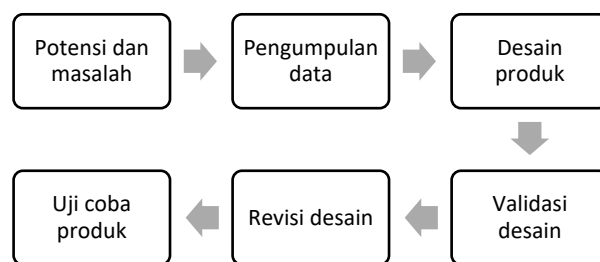 Potensi dan
masalah
Pengumpulan
data
Desain
produk
Validasi
desain
Revisi desain
Uji coba
produk